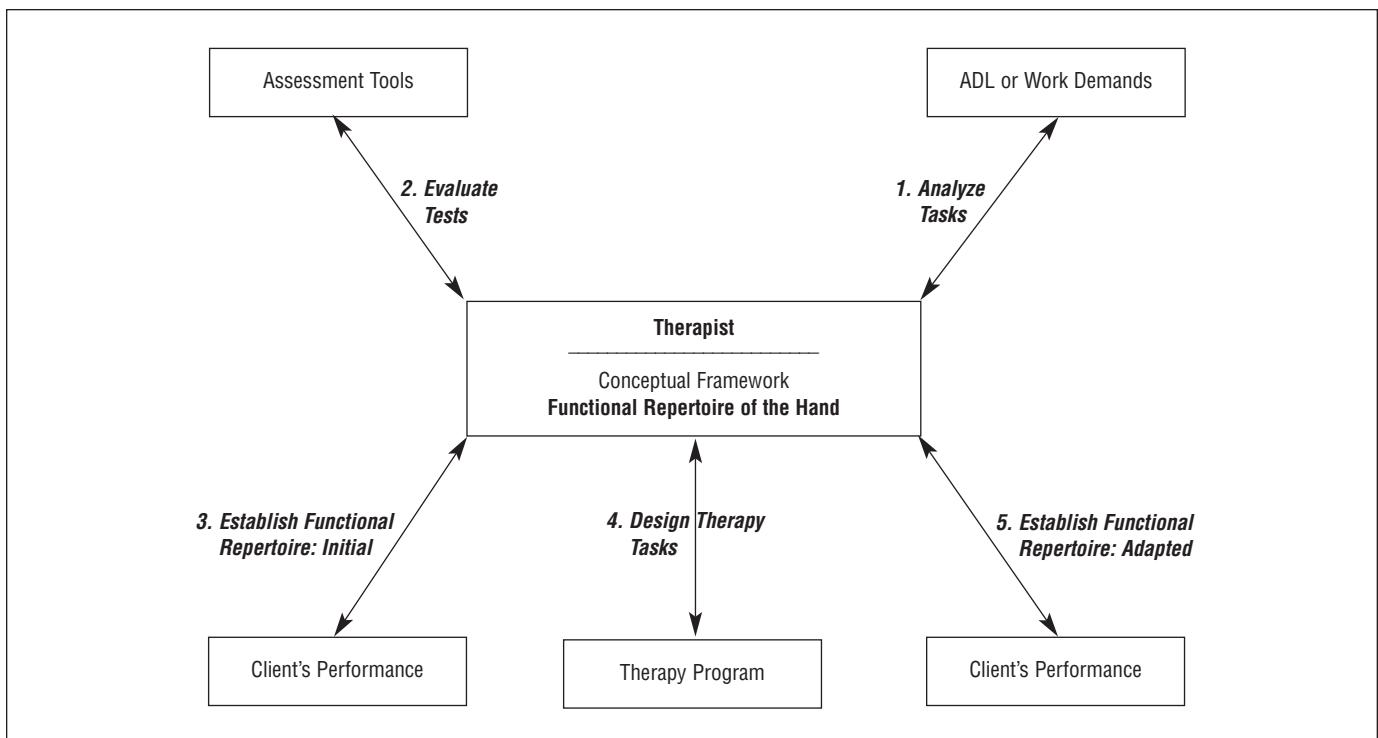 Assessment Tools
ADL or Work Demands
2. Evaluate
Tests
1. Analyze
Tasks
Therapist
Conceptual Framework
Functional Repertoire of the Hand
3. Establish Functional
Repertoire: Initial
4. Design Therapy
Tasks
5. Establish Functional
Repertoire: Adapted
Client’s Performance
Therapy Program
Client’s Performance